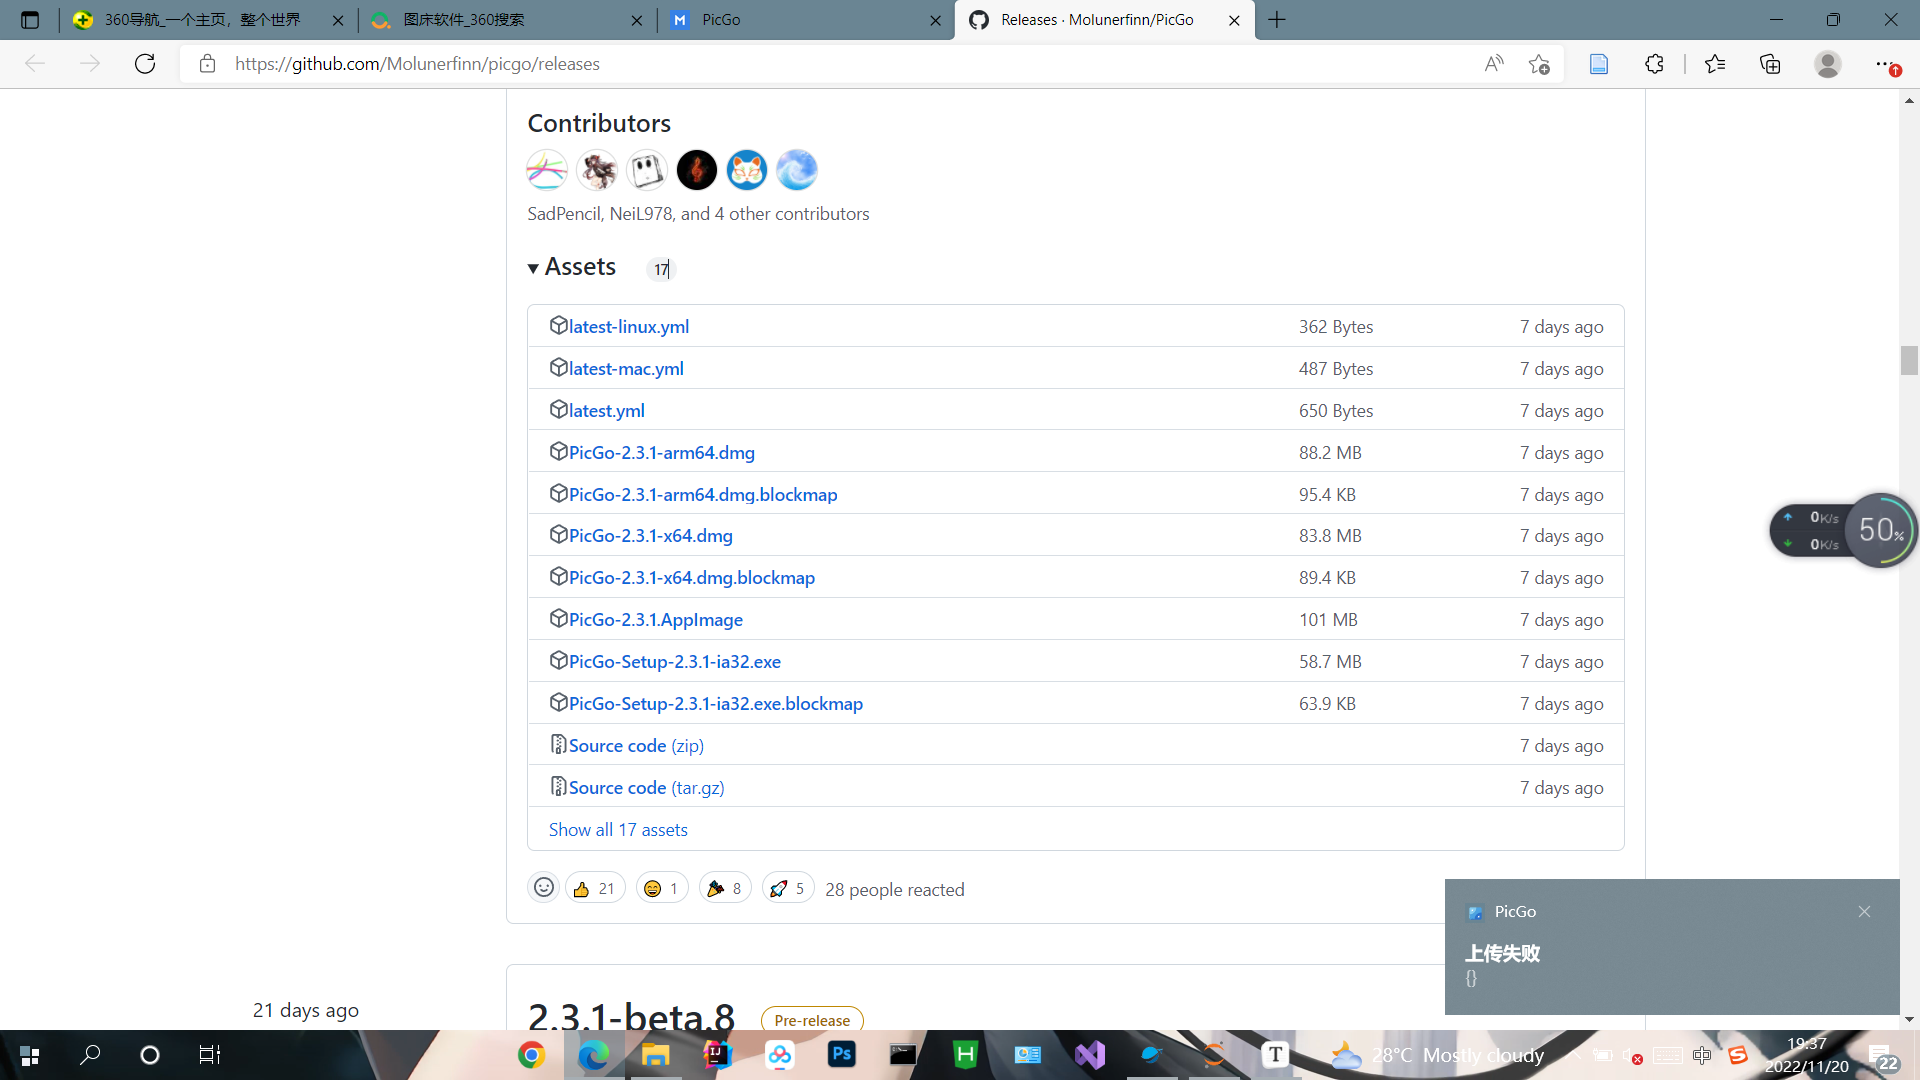 360导航_一个主页，整个世界
图床软件_360搜索
PicGo
Releases · Molunerfinn/PicGo
https://github.com/Molunerfinn/picgo/releases
Contributors
SadPencil, NeiL978, and 4 other contributors
Assets 17
latest-linux.yml 362 Bytes 7 days ago
latest-mac.yml 487 Bytes 7 days ago
latest.yml 650 Bytes 7 days ago
PicGo-2.3.1-arm64.dmg 88.2 MB 7 days ago
PicGo-2.3.1-arm64.dmg.blockmap 95.4 KB 7 days ago
PicGo-2.3.1-x64.dmg 83.8 MB 7 days ago
PicGo-2.3.1-x64.dmg.blockmap 89.4 KB 7 days ago
PicGo-2.3.1.AppImage 101 MB 7 days ago
PicGo-Setup-2.3.1-ia32.exe 58.7 MB 7 days ago
PicGo-Setup-2.3.1-ia32.exe.blockmap 63.9 KB 7 days ago
Source code (zip) 7 days ago
Source code (tar.gz) 7 days ago
Show all 17 assets
21 1 8 5 28 people reacted
0K/s
0K/s
50%
PicGo
上传失败
{}
21 days ago
2.3.1-beta.8 Pre-release
28°C Mostly cloudy
中
19:37
2022/11/20
22